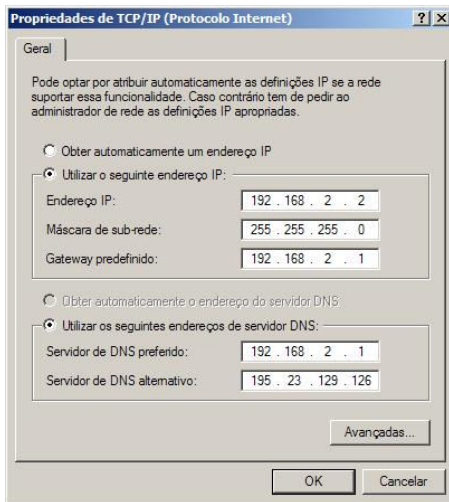 Propriedades de TCP/IP (Protocolo Internet)
Geral
Pode optar por atribuir automaticamente as definições IP se a rede
suportar essa funcionalidade. Caso contrário tem de pedir ao
administrador de rede as definições IP apropriadas.
Obter automaticamente um endereço IP
Utilizar o seguinte endereço IP:
Endereço IP: 192 . 168 . 2 . 2
Máscara de sub-rede: 255 . 255 . 255 . 0
Gateway predefinido: 192 . 168 . 2 . 1
Obter automaticamente o endereço do servidor DNS
Utilizar os seguintes endereços de servidor DNS:
Servidor de DNS preferido: 192 . 168 . 2 . 1
Servidor de DNS alternativo: 195 . 23 . 129 . 126
Avançadas...
OK Cancelar